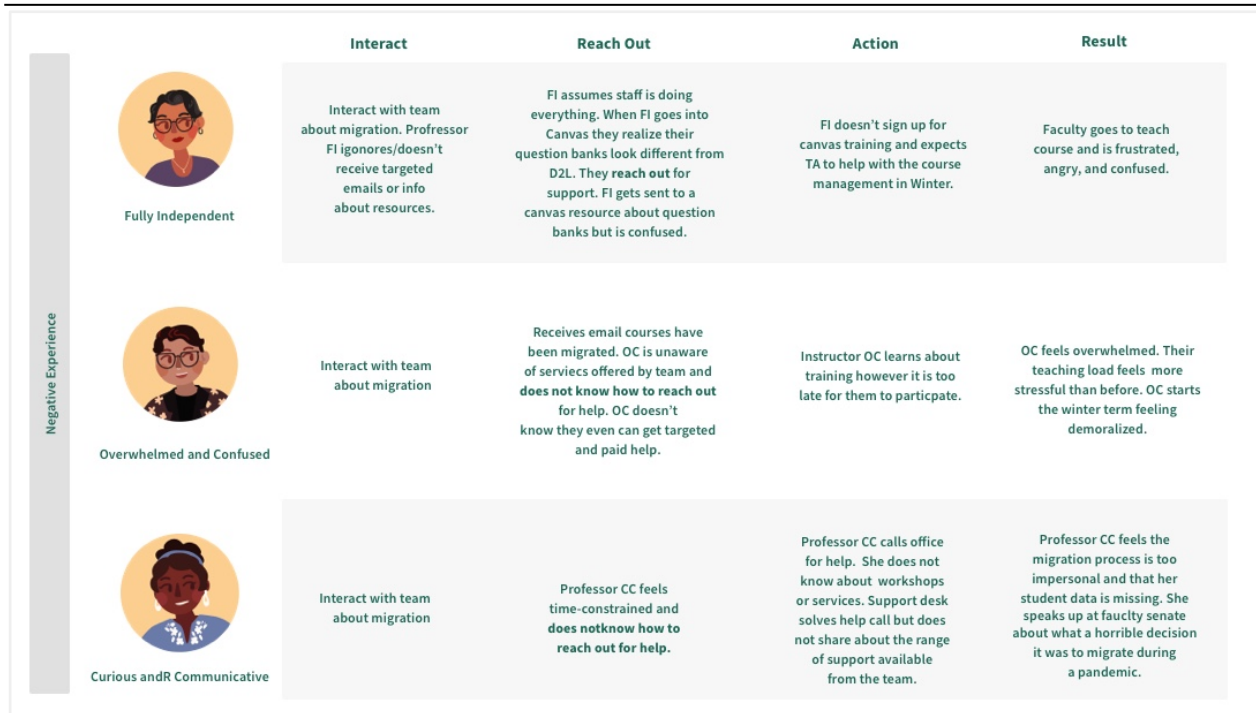 Interact
Reach Out
Action
Result
Negative Experience
Fully Independent
Interact with team
about migration. Profrressor
FI igonores/doesn't
receive targeted
emails or info
about resources.
FI assumes staff is doing
everything. When FI goes into
Canvas they realize their
question banks look different from
D2L. They reach out for
support. FI gets sent to a
canvas resource about question
banks but is confused.
FI doesn't sign up for
canvas training and expects
TA to help with the course
management in Winter.
Faculty goes to teach
course and is frustrated,
angry, and confused.
Overwhelmed and Confused
Interact with team
about migration
Receives email courses have
been migrated. OC is unaware
of serviecs offered by team and
does not know how to reach out
for help. OC doesn't
know they even can get targeted
and paid help.
Instructor OC learns about
training however it is too
late for them to particpate.
OC feels overwhelmed. Their
teaching load feels more
stressful than before. OC starts
the winter term feeling
demoralized.
Curious andR Communicative
Interact with team
about migration
Professor CC feels
time-constrained and
does notknow how to
reach out for help.
Professor CC calls office
for help. She does not
know about workshops
or services. Support desk
solves help call but does
not share about the range
of support available
from the team.
Professor CC feels the
migration process is too
impersonal and that her
student data is missing. She
speaks up at fauclty senate
about what a horrible decision
it was to migrate during
a pandemic.